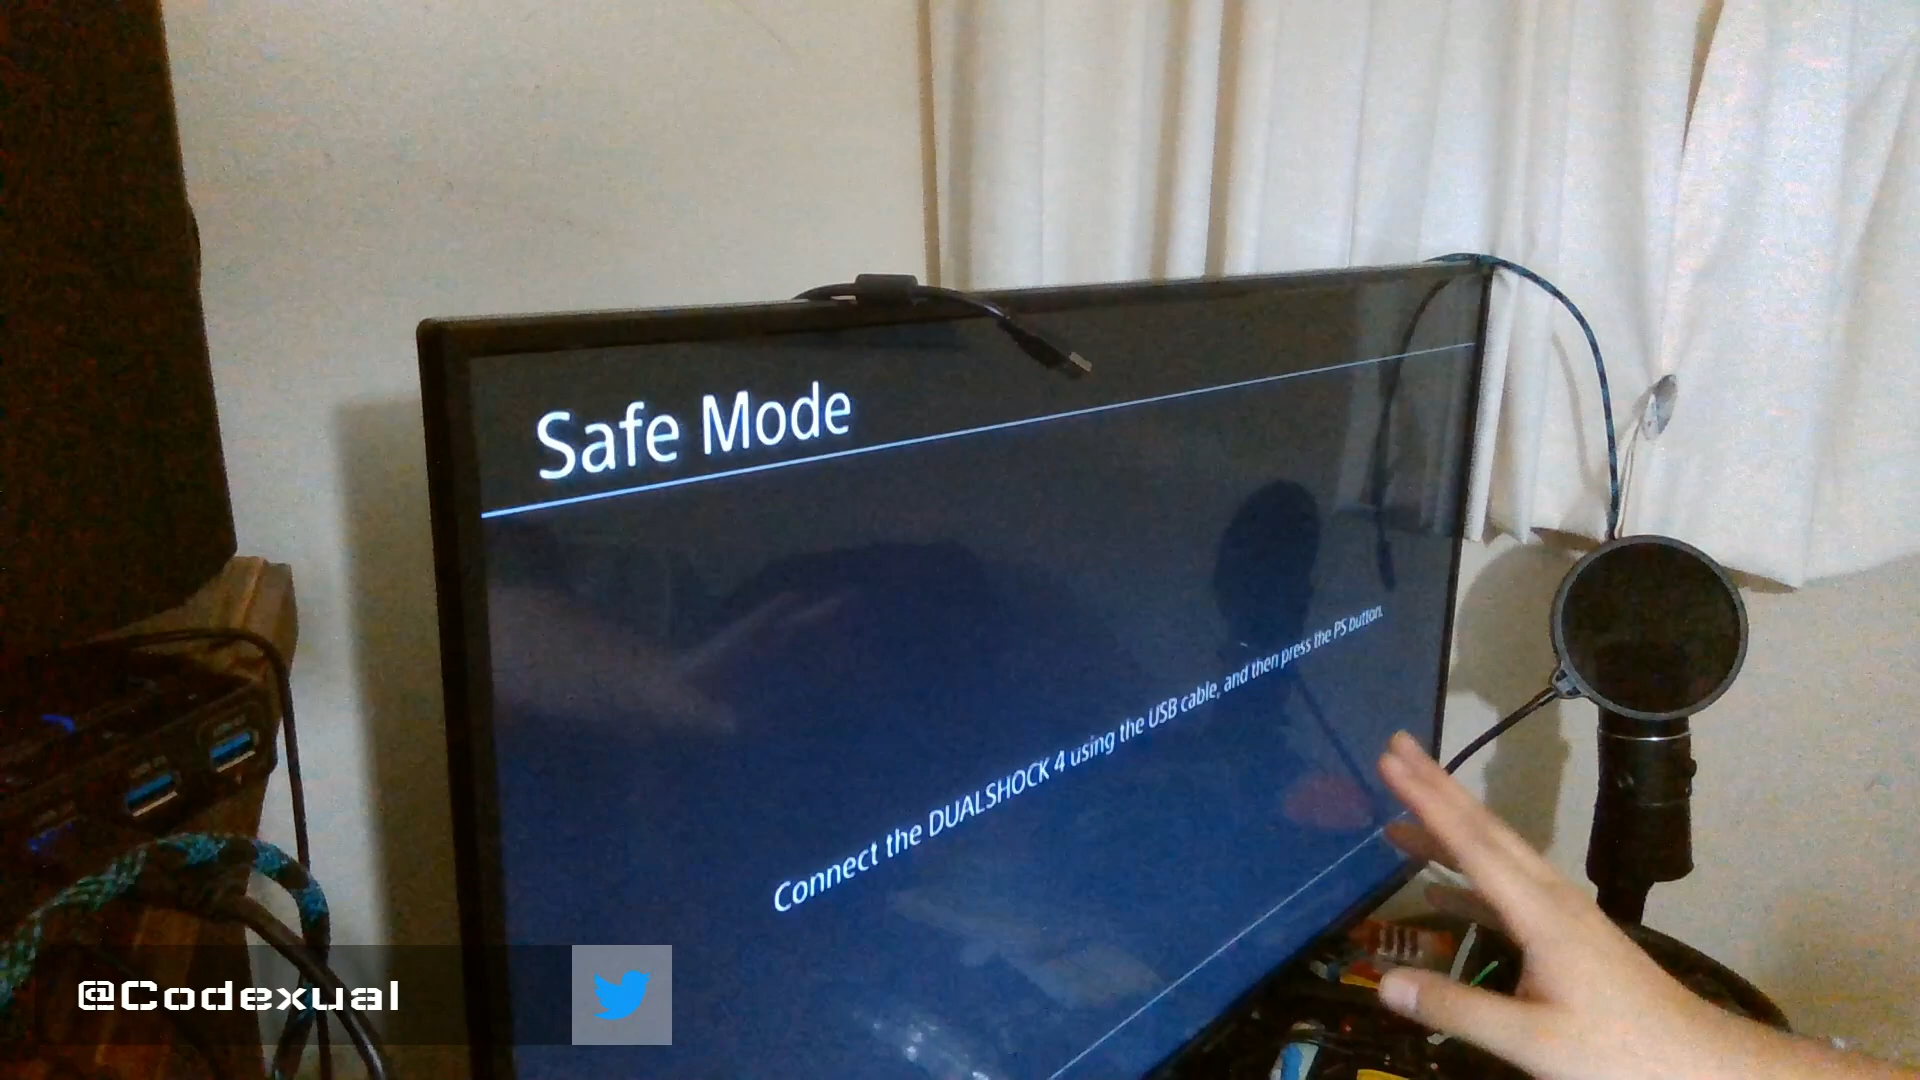 Safe Mode
Connect the DUALSHOCK 4 using the USB cable, and then press the PS button.
@Codexual